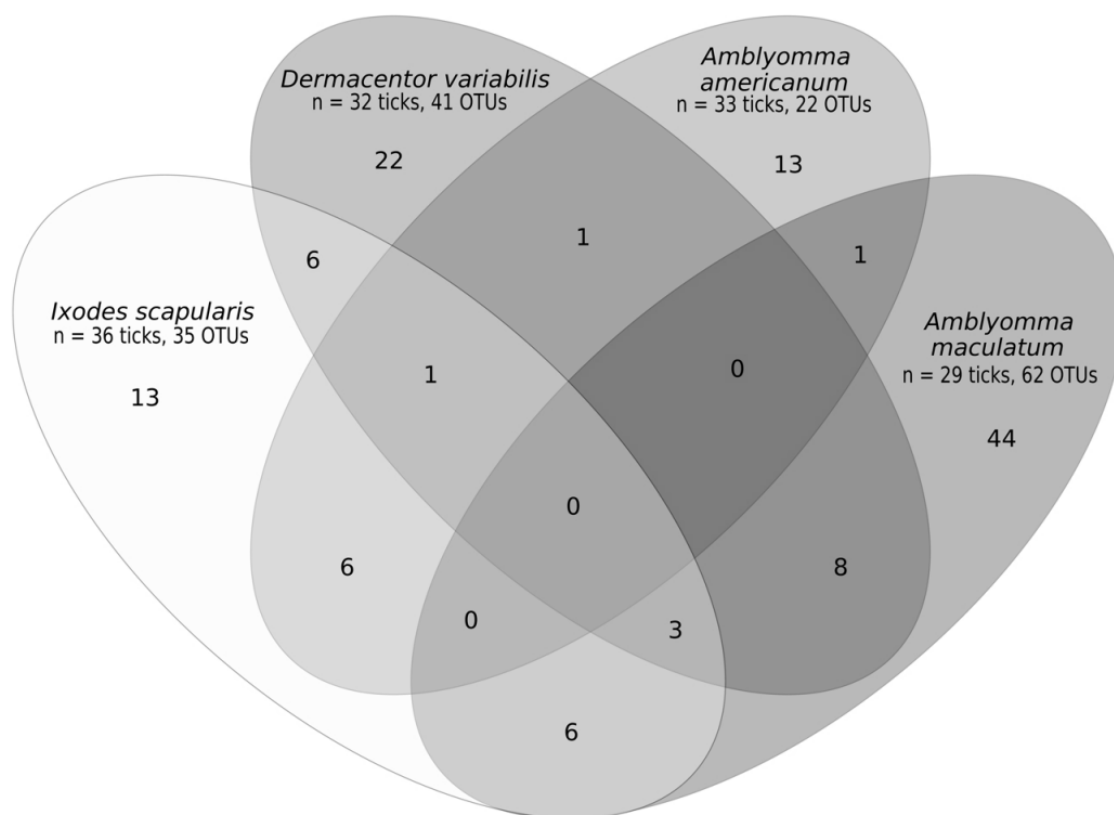 Dermacentor variabilis
n = 32 ticks, 41 OTUs
22
Amblyomma
americanum
n = 33 ticks, 22 OTUs
13
1
6
1
Ixodes scapularis
n = 36 ticks, 35 OTUs
13
Amblyomma
maculatum
n = 29 ticks, 62 OTUs
44
1
0
0
6
8
0
3
6